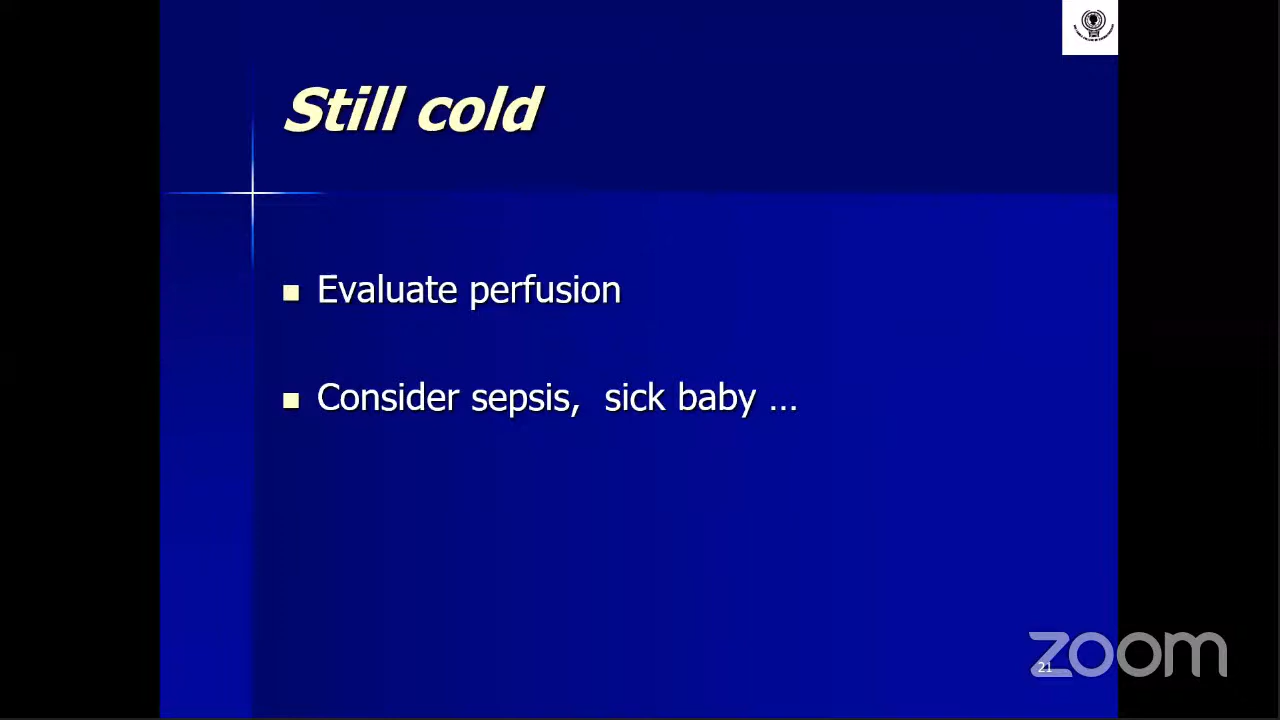 Still cold
Evaluate perfusion
Consider sepsis, sick baby ...
21
zoom